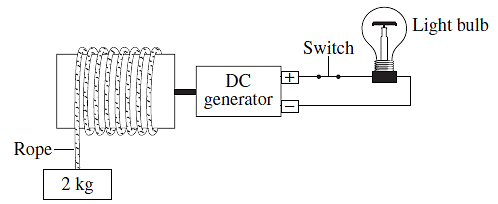 Light bulb
Switch
DC
generator
+
−
Rope
2 kg